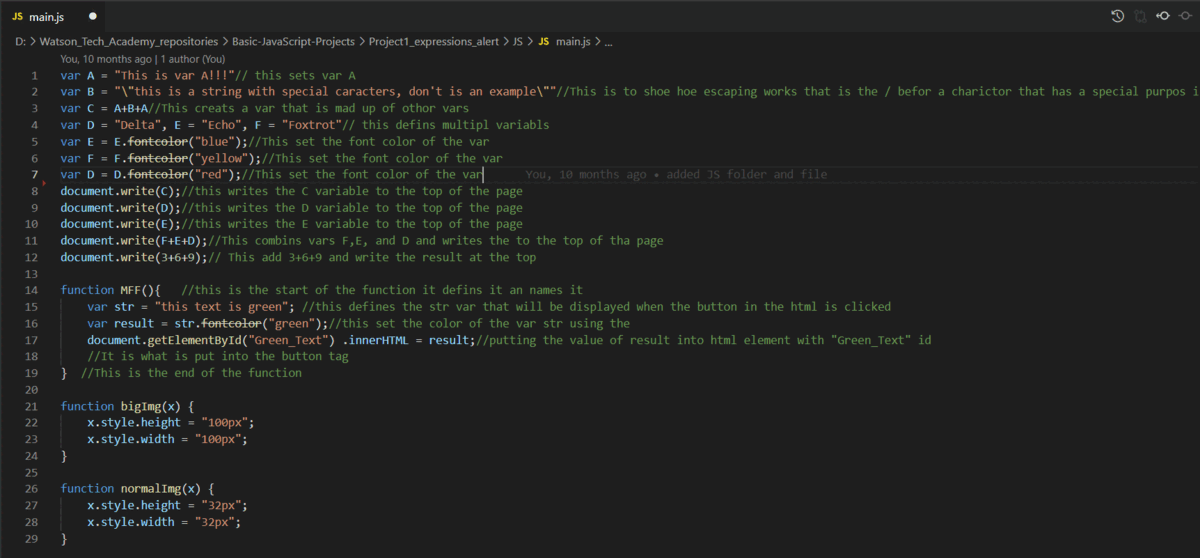 JS main.js ●
D: > Watson_Tech_Academy_repositories > Basic-JavaScript-Projects > Project1_expressions_alert > JS > JS main.js > ...
You, 10 months ago | 1 author (You)
1 var A = "This is var A!!!"// this sets var A
2 var B = "\"this is a string with special caracters, don't is an example\""//This is to shoe hoe escaping works that is the / befor a charictor that has a special purpos i
3 var C = A+B+A//This creats a var that is mad up of othor vars
4 var D = "Delta", E = "Echo", F = "Foxtrot"// this defins multipl variabls
5 var E = E.fontcolor("blue");//This set the font color of the var
6 var F = F.fontcolor("yellow");//This set the font color of the var
7 var D = D.fontcolor("red");//This set the font color of the var You, 10 months ago • added JS folder and file
8 document.write(C);//this writes the C variable to the top of the page
9 document.write(D);//this writes the D variable to the top of the page
10 document.write(E);//this writes the E variable to the top of the page
11 document.write(F+E+D);//This combins vars F,E, and D and writes the to the top of tha page
12 document.write(3+6+9);// This add 3+6+9 and write the result at the top
13
14 function MFF(){   //this is the start of the function it defins it an names it
15     var str = "this text is green"; //this defines the str var that will be displayed when the button in the html is clicked
16     var result = str.fontcolor("green");//this set the color of the var str using the
17     document.getElementById("Green_Text") .innerHTML = result;//putting the value of result into html element with "Green_Text" id
18     //It is what is put into the button tag
19 }  //This is the end of the function
20
21 function bigImg(x) {
22     x.style.height = "100px";
23     x.style.width = "100px";
24 }
25
26 function normalImg(x) {
27     x.style.height = "32px";
28     x.style.width = "32px";
29 }